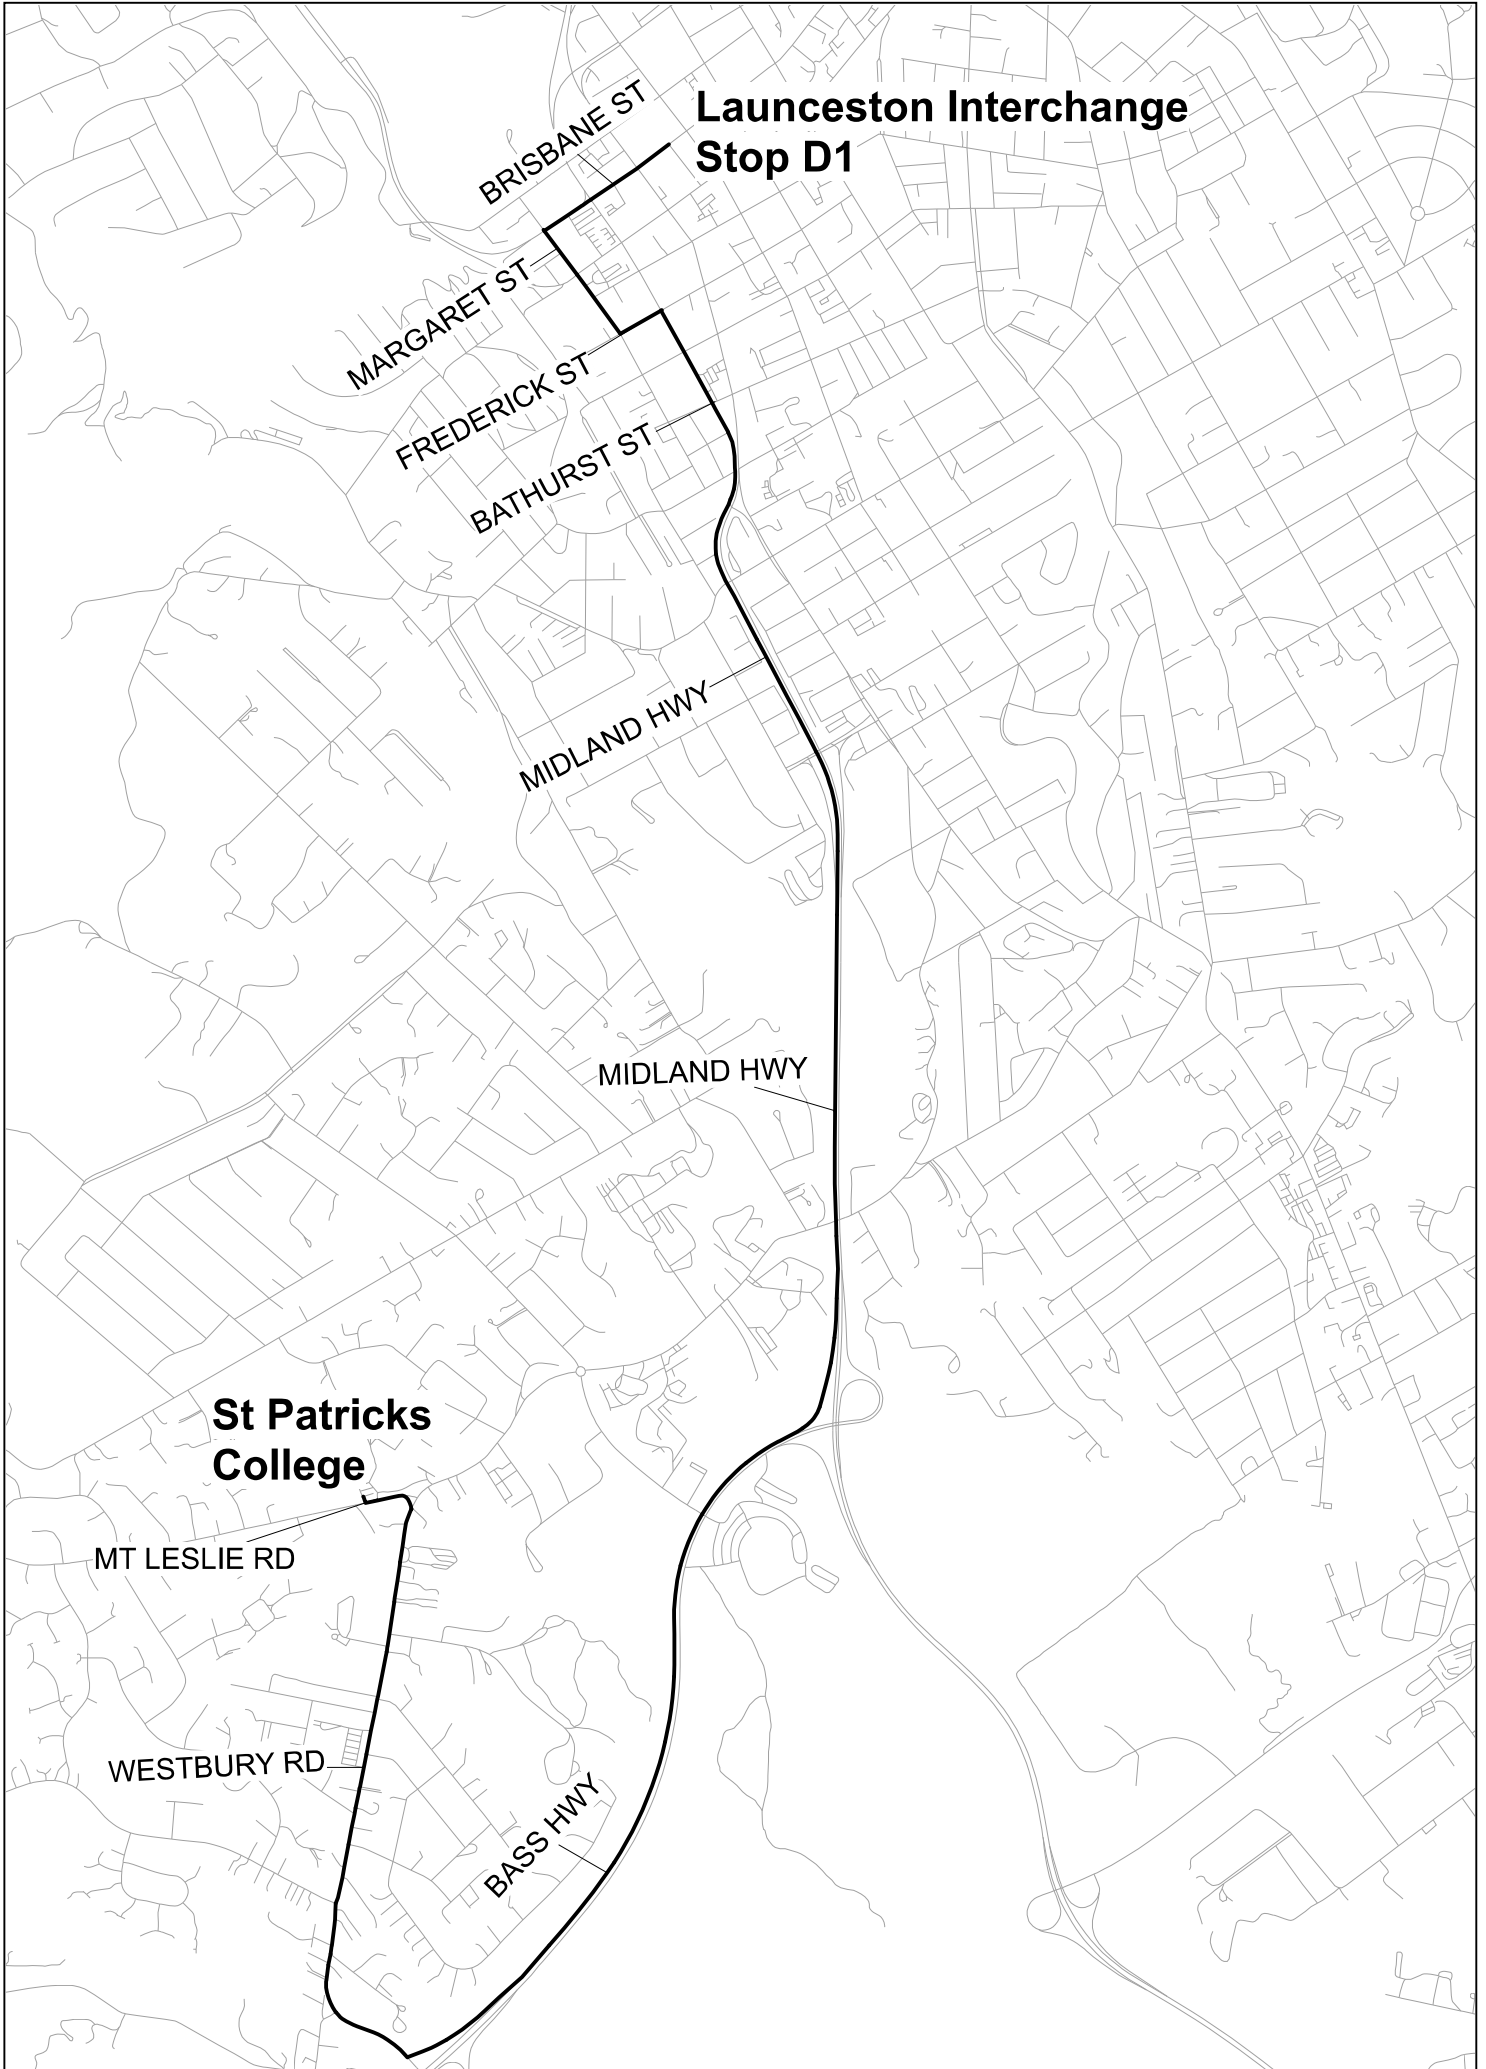 Launceston Interchange
Stop D1
BRISBANE ST
MARGARET ST
FREDERICK ST
BATHURST ST
MIDLAND HWY
MIDLAND HWY
St Patricks
College
MT LESLIE RD
WESTBURY RD
BASS HWY